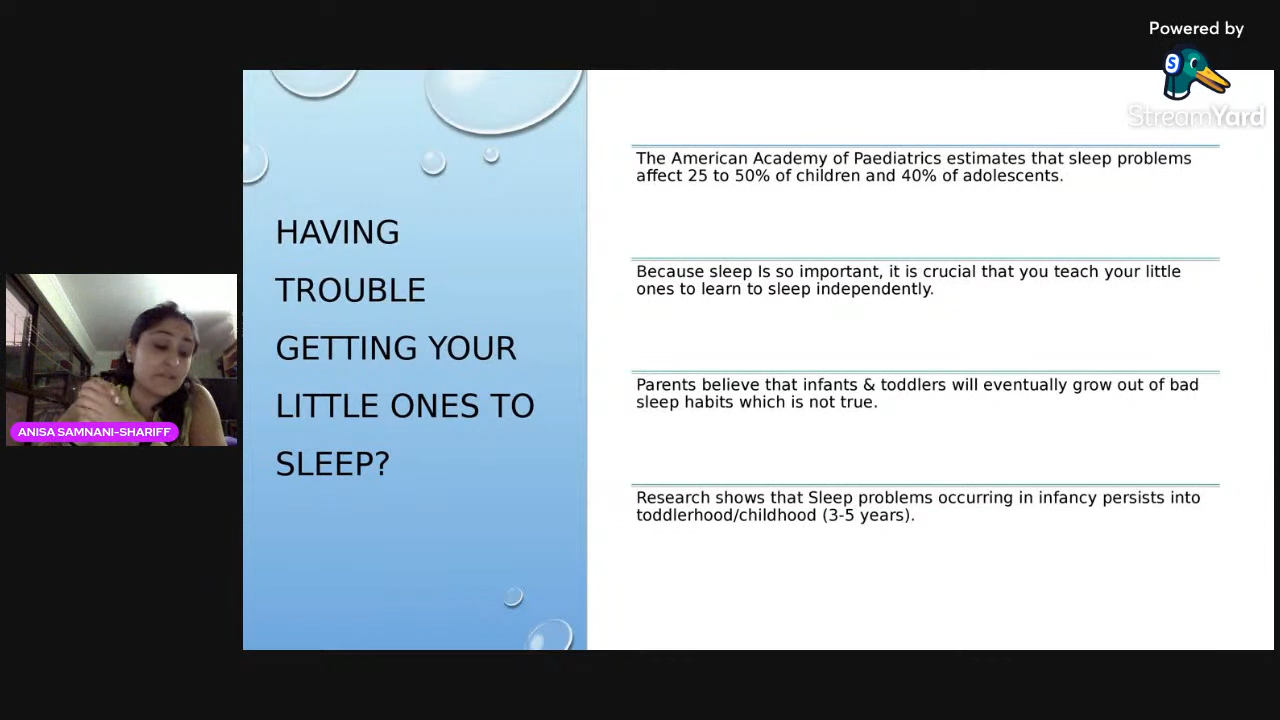 Powered by
StreamYard
HAVING
TROUBLE
GETTING YOUR
LITTLE ONES TO
SLEEP?
The American Academy of Paediatrics estimates that sleep problems
affect 25 to 50% of children and 40% of adolescents.
Because sleep Is so important, it is crucial that you teach your little
ones to learn to sleep independently.
Parents believe that infants & toddlers will eventually grow out of bad
sleep habits which is not true.
Research shows that Sleep problems occurring in infancy persists into
toddlerhood/childhood (3-5 years).
ANISA SAMNANI-SHARIFF